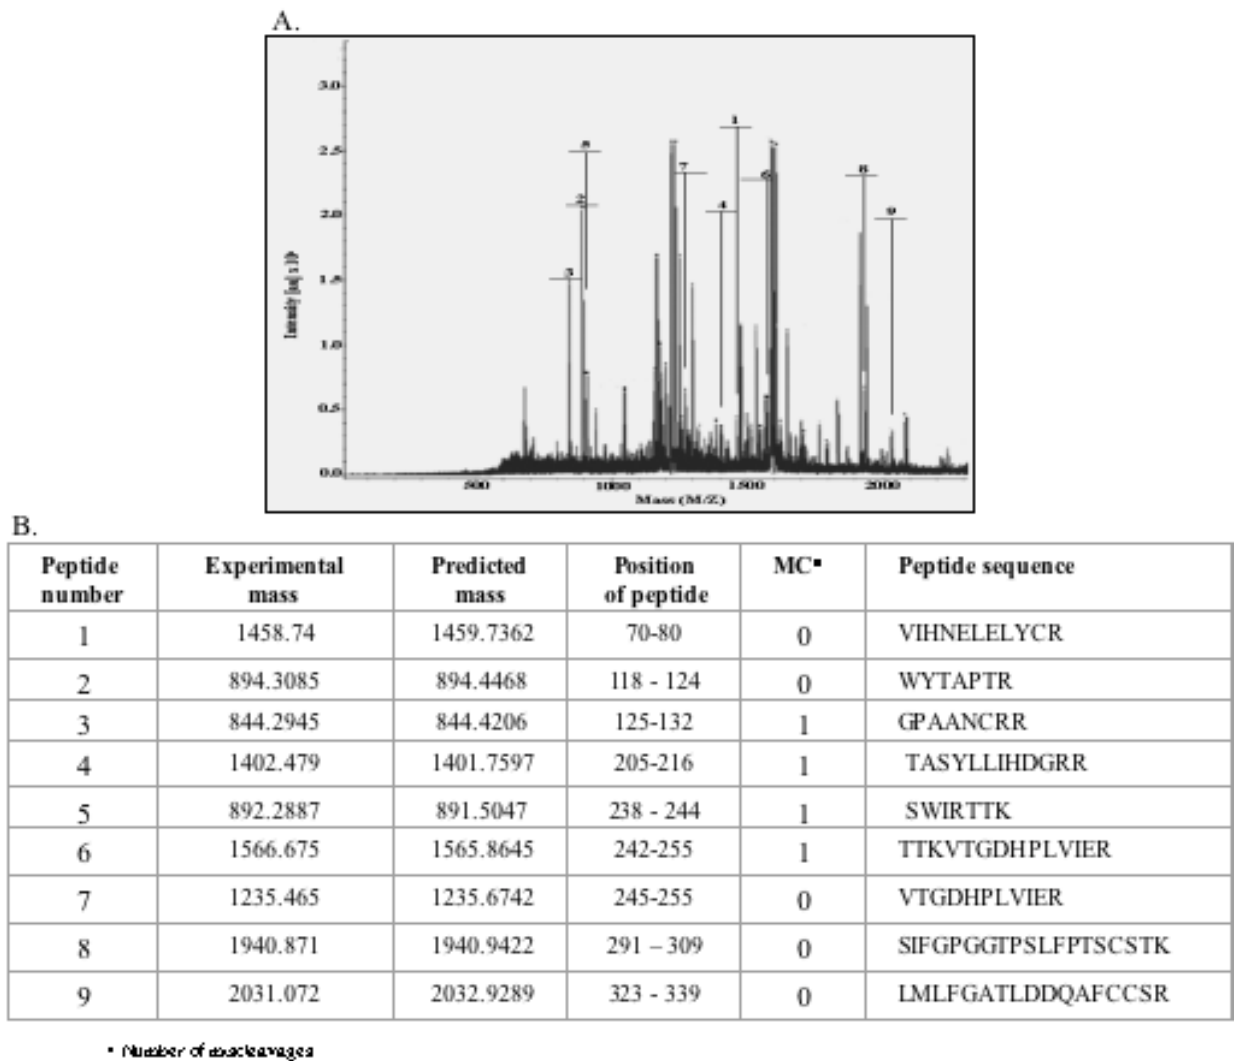 A.
3.0
2.5
2.0
1.5
1.0
0.5
0.0
3
5
7
4
1
6
8
9
500 1000 1500 2000
Mass (M/Z)
B.
Peptide number Experimental mass Predicted mass Position of peptide MC▪ Peptide sequence
1 1458.74 1459.7362 70-80 0 VIHNELELYCR
2 894.3085 894.4468 118 - 124 0 WYTAPTR
3 844.2945 844.4206 125-132 1 GPAANCRR
4 1402.479 1401.7597 205-216 1 TASYLLIHDGRR
5 892.2887 891.5047 238 - 244 1 SWIRTTK
6 1566.675 1565.8645 242-255 1 TTKVTGDHPLVIER
7 1235.465 1235.6742 245-255 0 VTGDHPLVIER
8 1940.871 1940.9422 291 – 309 0 SIFGPGGTPSLFPTSCSTK
9 2031.072 2032.9289 323 - 339 0 LMLFGATLDDQAFCCSR
▪ Number of